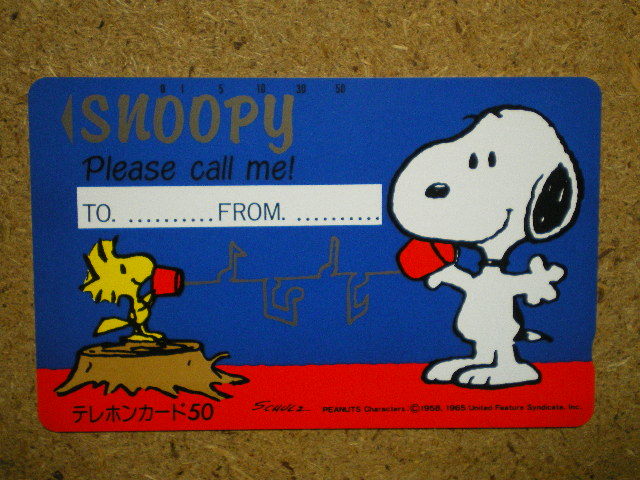 0 1 5 10 30 50
SNOOPY
Please call me!
TO. .......... FROM. ..........
テレホンカード50
SCHULZ
PEANUTS Characters: ©1958, 1965 United Feature Syndicate, Inc.